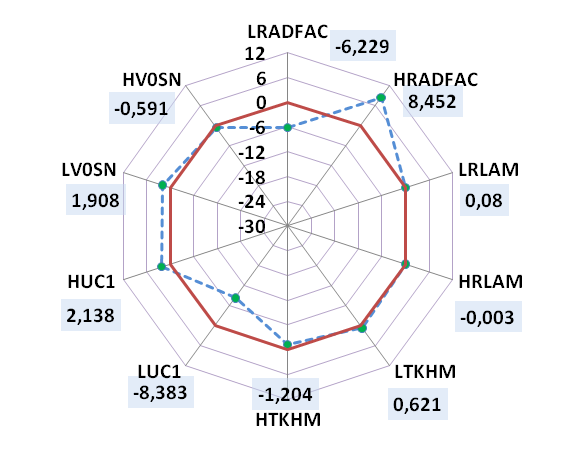 LRADFAC
-6,229
12
HV0SN
-0,591
6
HRADFAC
8,452
0
-6
-12
LV0SN
1,908
-18
LRLAM
0,08
-24
-30
HUC1
2,138
HRLAM
-0,003
LUC1
-8,383
LTKHM
0,621
-1,204
HTKHM